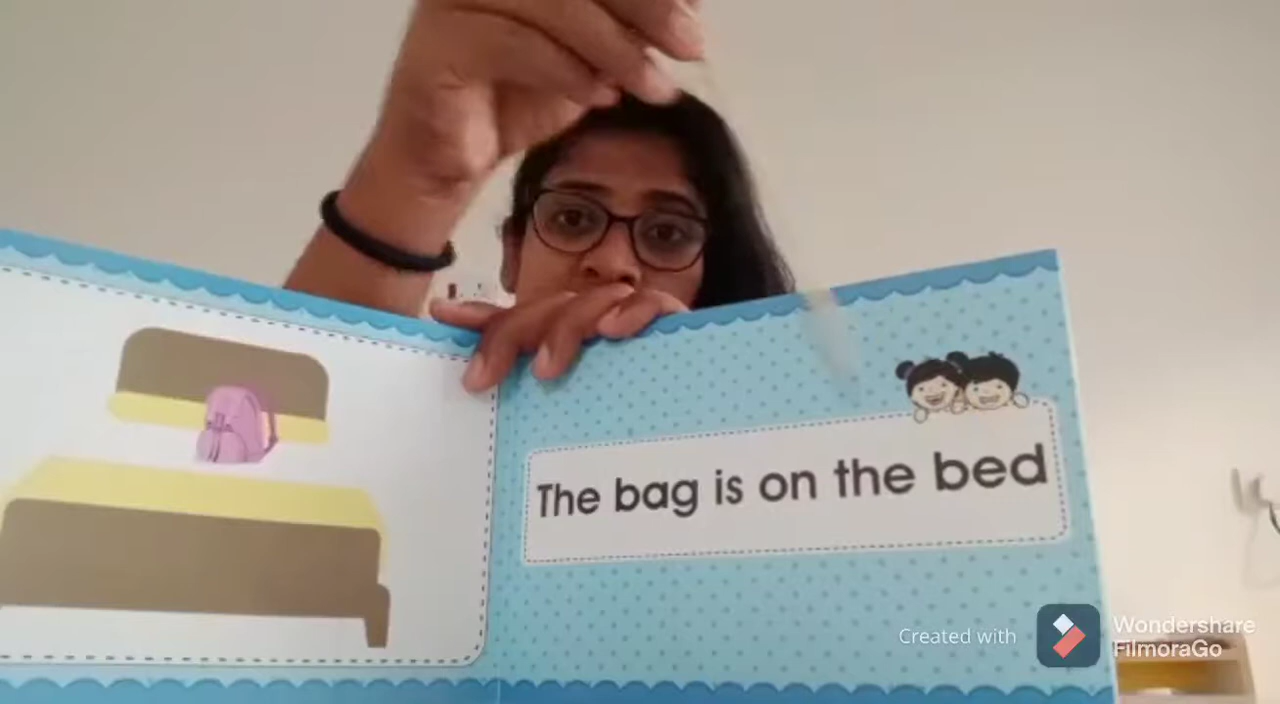 The bag is on the bed
Created with
Wondershare
FilmoraGo